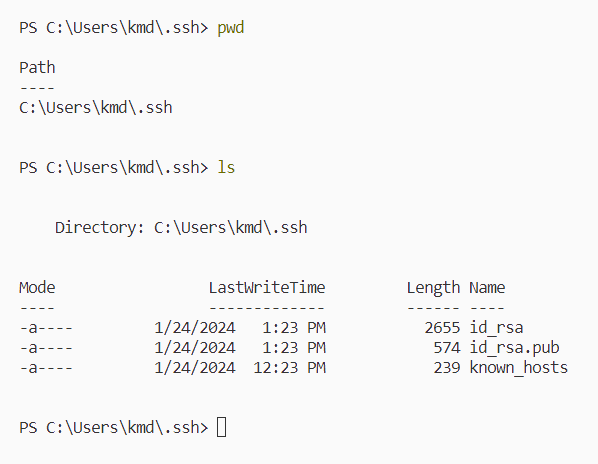 PS C:\Users\kmd\.ssh> pwd
Path
----
C:\Users\kmd\.ssh
PS C:\Users\kmd\.ssh> ls
    Directory: C:\Users\kmd\.ssh
Mode                 LastWriteTime         Length Name
----                 -------------         ------ ----
-a----         1/24/2024   1:23 PM           2655 id_rsa
-a----         1/24/2024   1:23 PM            574 id_rsa.pub
-a----         1/24/2024  12:23 PM            239 known_hosts
PS C:\Users\kmd\.ssh>